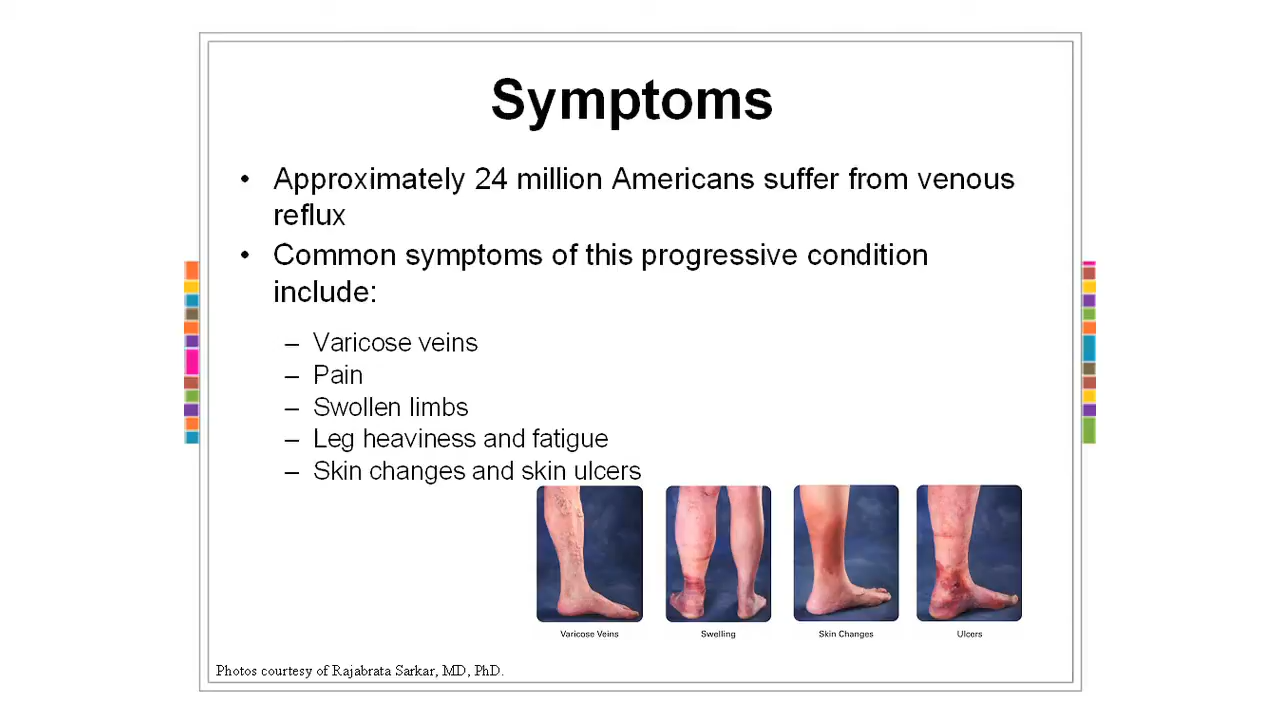 Symptoms
• Approximately 24 million Americans suffer from venous
reflux
• Common symptoms of this progressive condition
include:
– Varicose veins
– Pain
– Swollen limbs
– Leg heaviness and fatigue
– Skin changes and skin ulcers
Varicose Veins
Swelling
Skin Changes
Ulcers
Photos courtesy of Rajabrata Sarkar, MD, PhD.